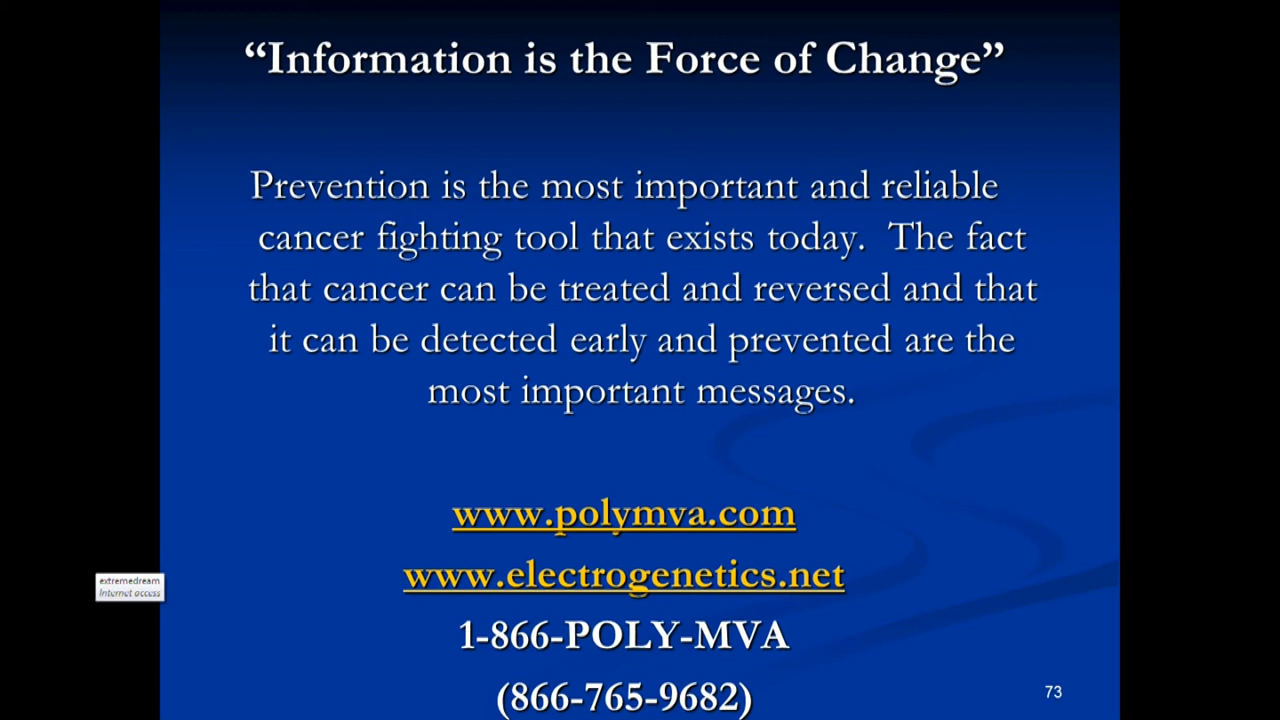 “Information is the Force of Change”
Prevention is the most important and reliable
cancer fighting tool that exists today. The fact
that cancer can be treated and reversed and that
it can be detected early and prevented are the
most important messages.
www.polymva.com
www.electrogenetics.net
extremedream
Internet access
1-866-POLY-MVA
(866-765-9682)
73